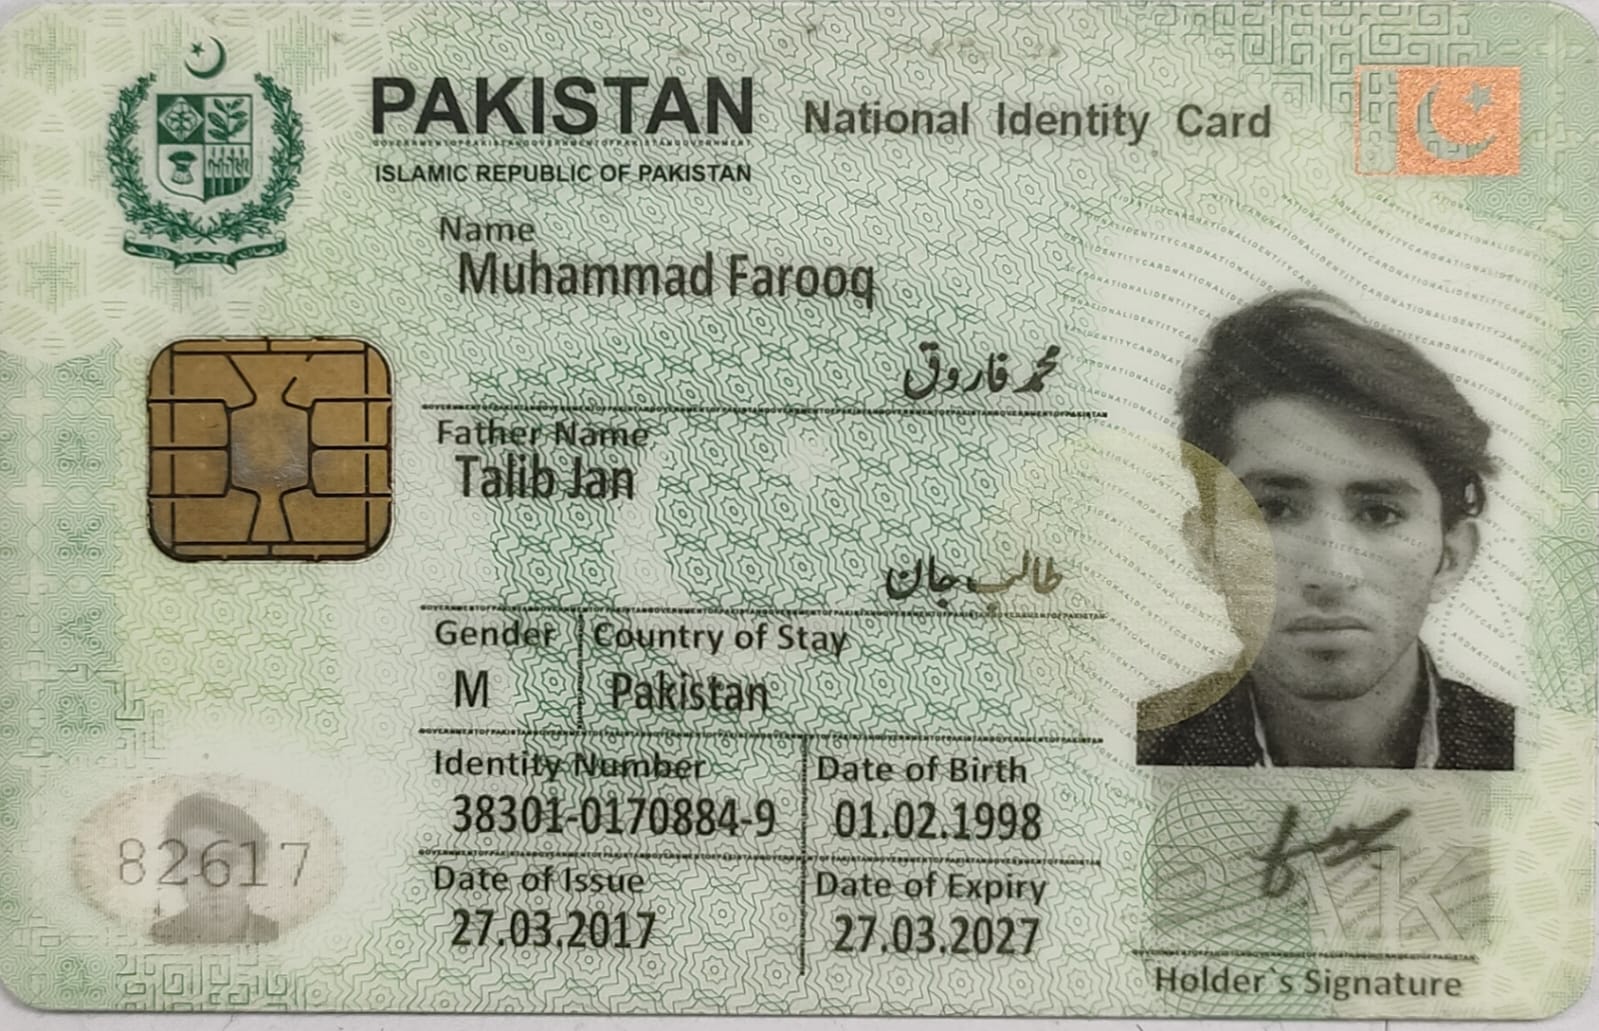 PAKISTAN National Identity Card
ISLAMIC REPUBLIC OF PAKISTAN
Name
Muhammad Farooq
محمد فاروق
Father Name
Talib Jan
طالب جان
Gender Country of Stay
M Pakistan
Identity Number Date of Birth
38301-0170884-9 01.02.1998
Date of Issue Date of Expiry
27.03.2017 27.03.2027
82617
PK
Holder`s Signature